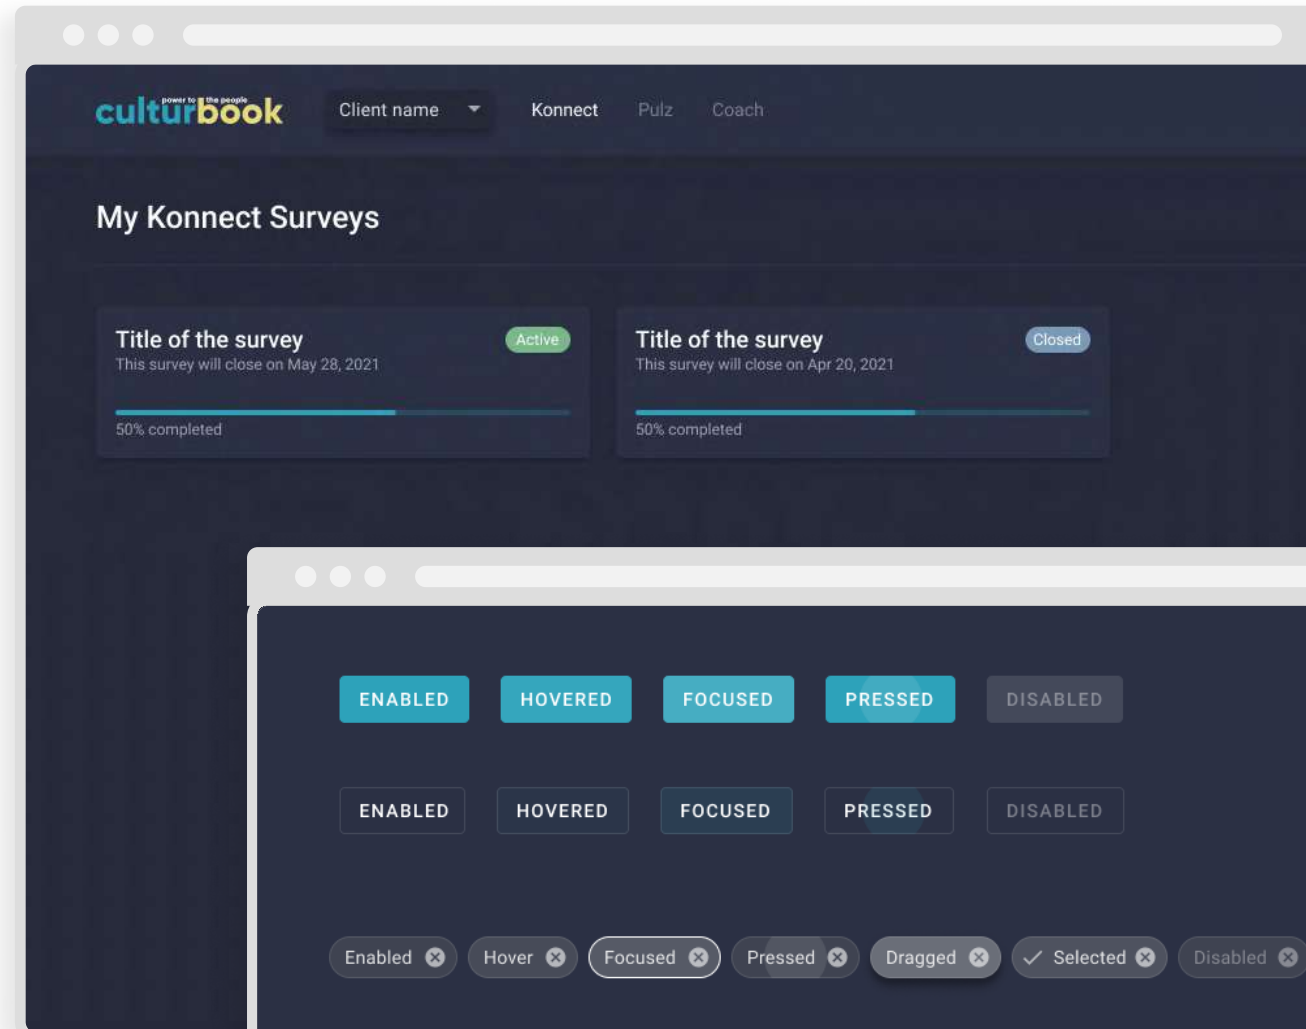 power to the people
culturbook
Client name Konnect Pulz Coach
My Konnect Surveys
Title of the survey Active
This survey will close on May 28, 2021
50% completed
Title of the survey Closed
This survey will close on Apr 20, 2021
50% completed
ENABLED HOVERED FOCUSED PRESSED DISABLED
ENABLED HOVERED FOCUSED PRESSED DISABLED
Enabled Hover Focused Pressed Dragged Selected Disabled